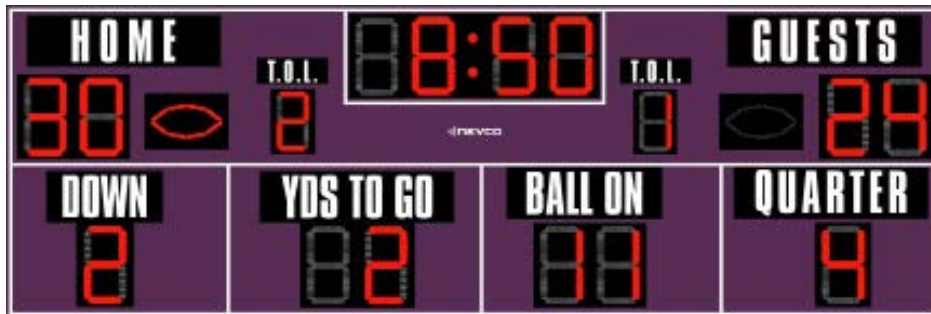 HOME
8:50
GUESTS
T.O.L.
T.O.L.
30
2
1
24
NEVCO
DOWN
YDS TO GO
BALL ON
QUARTER
2
2
11
4